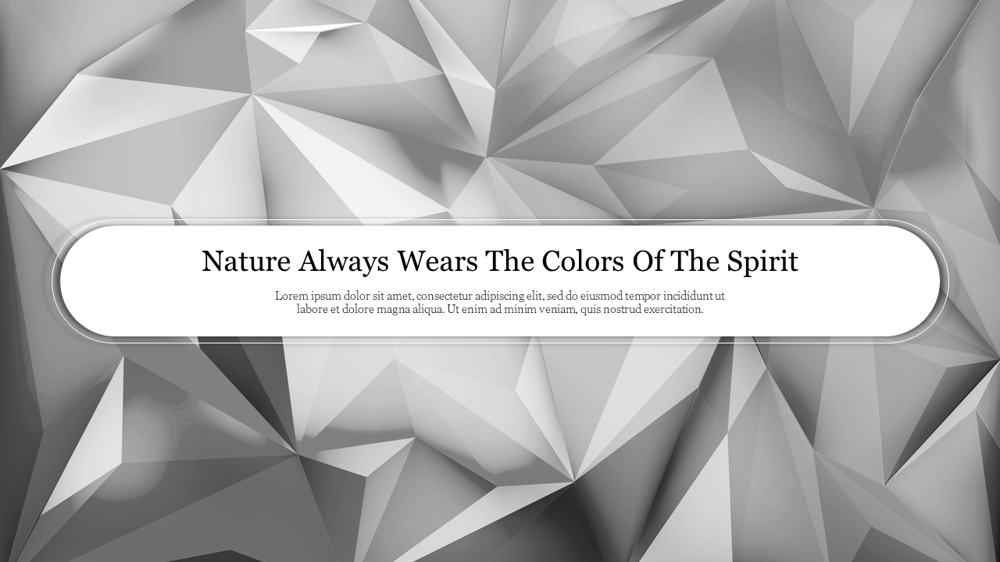 Nature Always Wears The Colors Of The Spirit
Lorem ipsum dolor sit amet, consectetur adipiscing elit, sed do eiusmod tempor incididunt ut
labore et dolore magna aliqua. Ut enim ad minim veniam, quis nostrud exercitation.